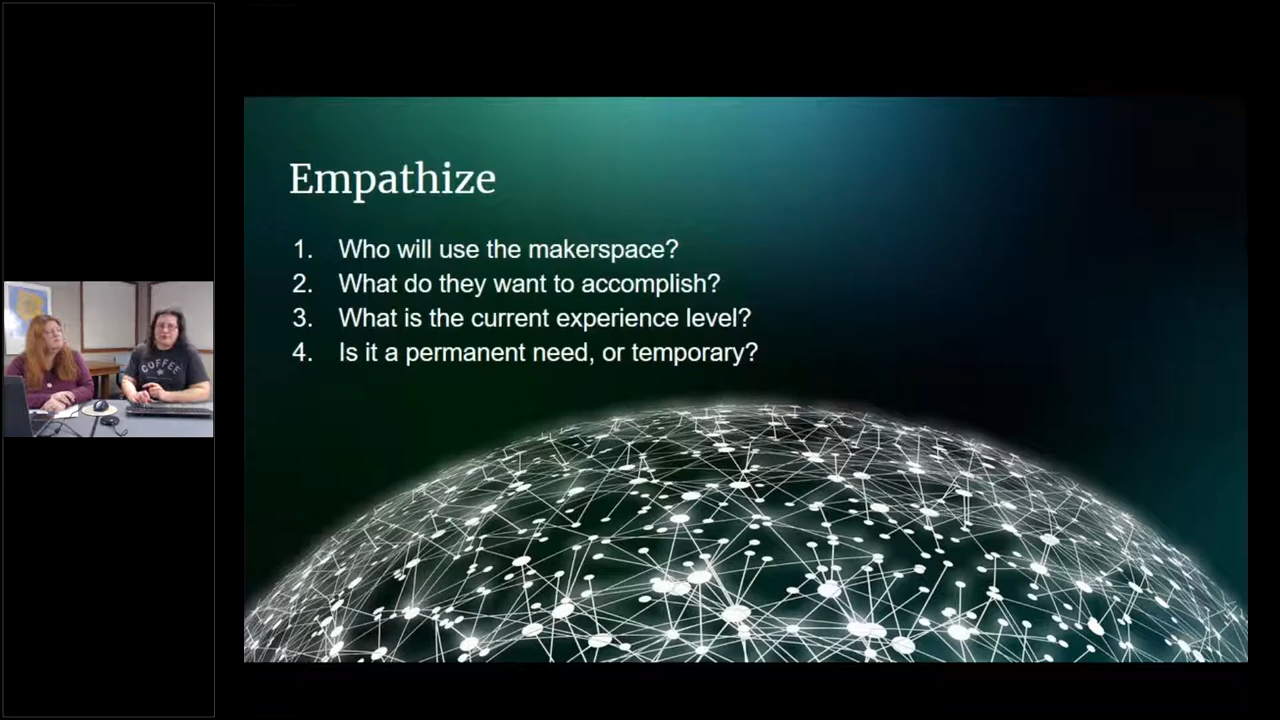 Empathize
1. Who will use the makerspace?
2. What do they want to accomplish?
3. What is the current experience level?
4. Is it a permanent need, or temporary?
COFFEE